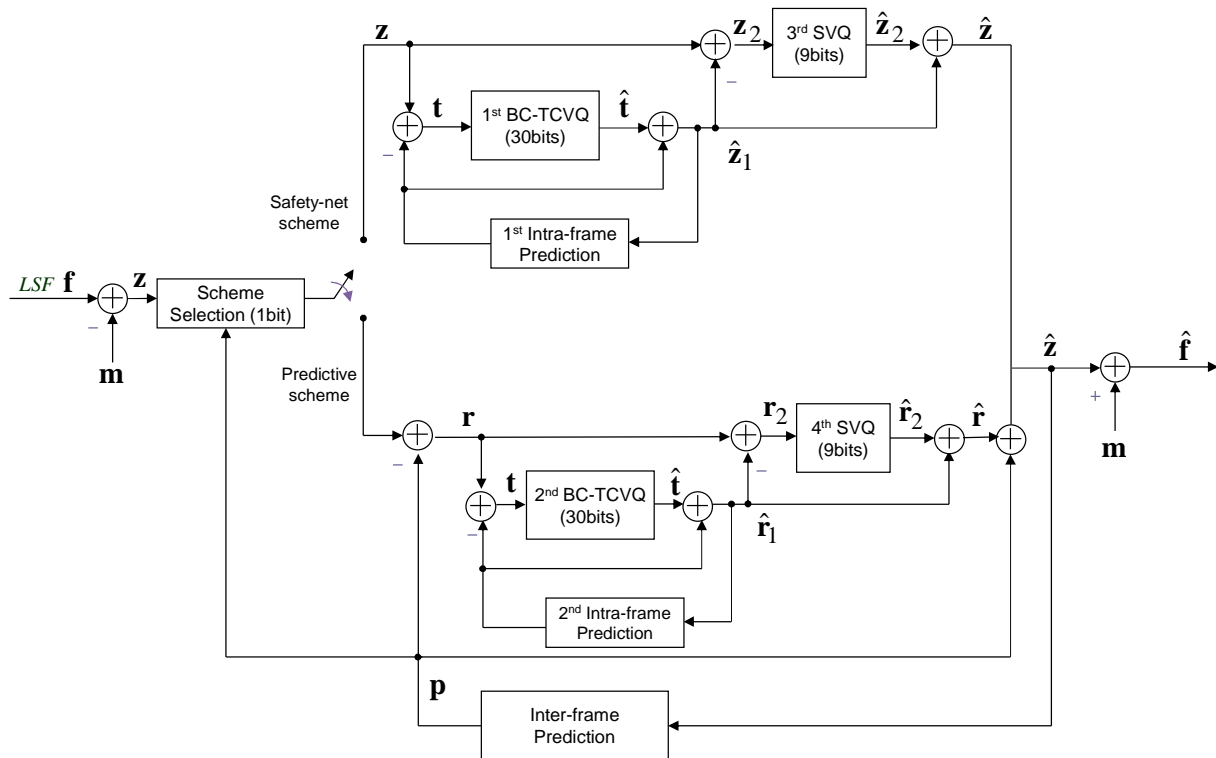 z
z₂
3rd SVQ
(9bits)
ẑ₂
ẑ
−
t
1st BC-TCVQ
(30bits)
t̂
ẑ₁
−
Safety-net
scheme
1st Intra-frame
Prediction
LSF f
z
Scheme
Selection (1bit)
−
m
ẑ
f̂
+
m
Predictive
scheme
r
r₂
4th SVQ
(9bits)
r̂₂
r̂
−
−
t
2nd BC-TCVQ
(30bits)
t̂
r̂₁
−
2nd Intra-frame
Prediction
p
Inter-frame
Prediction